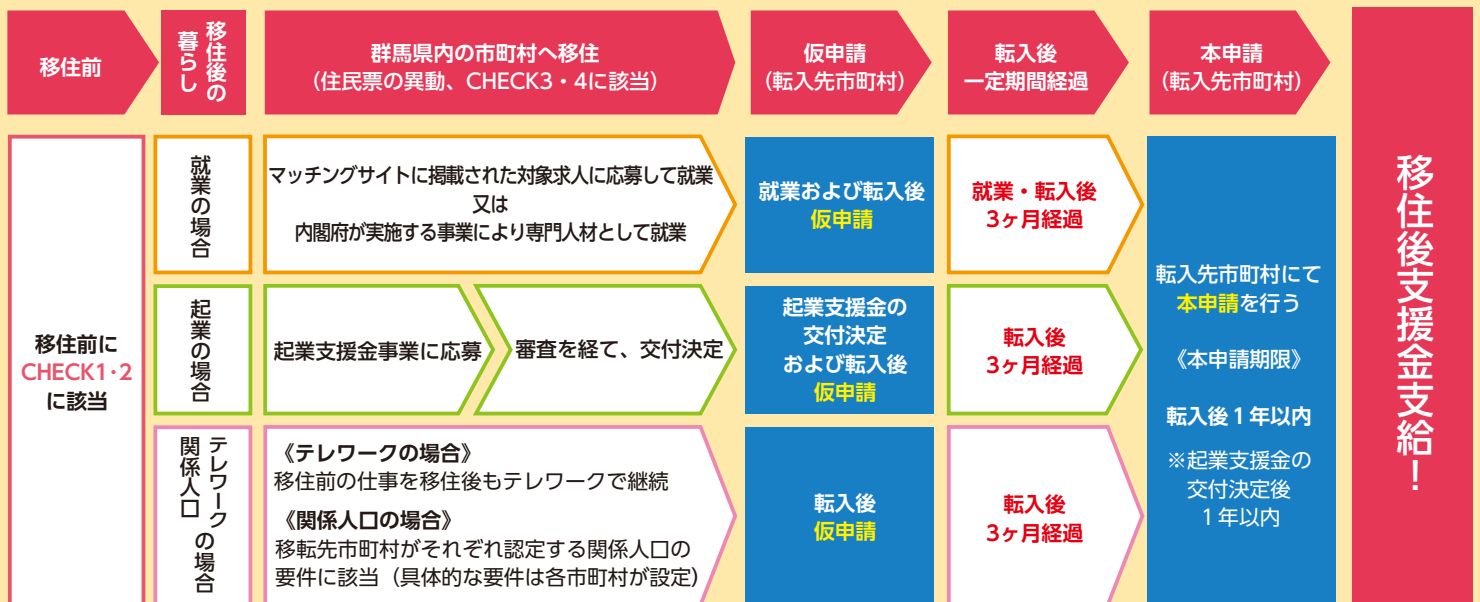 移住前
移住後の
暮らし
群馬県内の市町村へ移住
（住民票の異動、CHECK3・4に該当）
仮申請
（転入先市町村）
転入後
一定期間経過
本申請
（転入先市町村）
移住後支援金支給！
移住前に
CHECK1・2
に該当
就業の場合
マッチングサイトに掲載された対象求人に応募して就業
又は
内閣府が実施する事業により専門人材として就業
就業および転入後
仮申請
就業・転入後
3ヶ月経過
起業の場合
起業支援金事業に応募
審査を経て、交付決定
起業支援金の
交付決定
および転入後
仮申請
転入後
3ヶ月経過
テレワーク
関係人口
の場合
《テレワークの場合》
移住前の仕事を移住後もテレワークで継続
《関係人口の場合》
移転先市町村がそれぞれ認定する関係人口の
要件に該当（具体的な要件は各市町村が設定）
転入後
仮申請
転入後
3ヶ月経過
転入先市町村にて
本申請を行う
《本申請期限》
転入後１年以内
※起業支援金の
交付決定後
１年以内